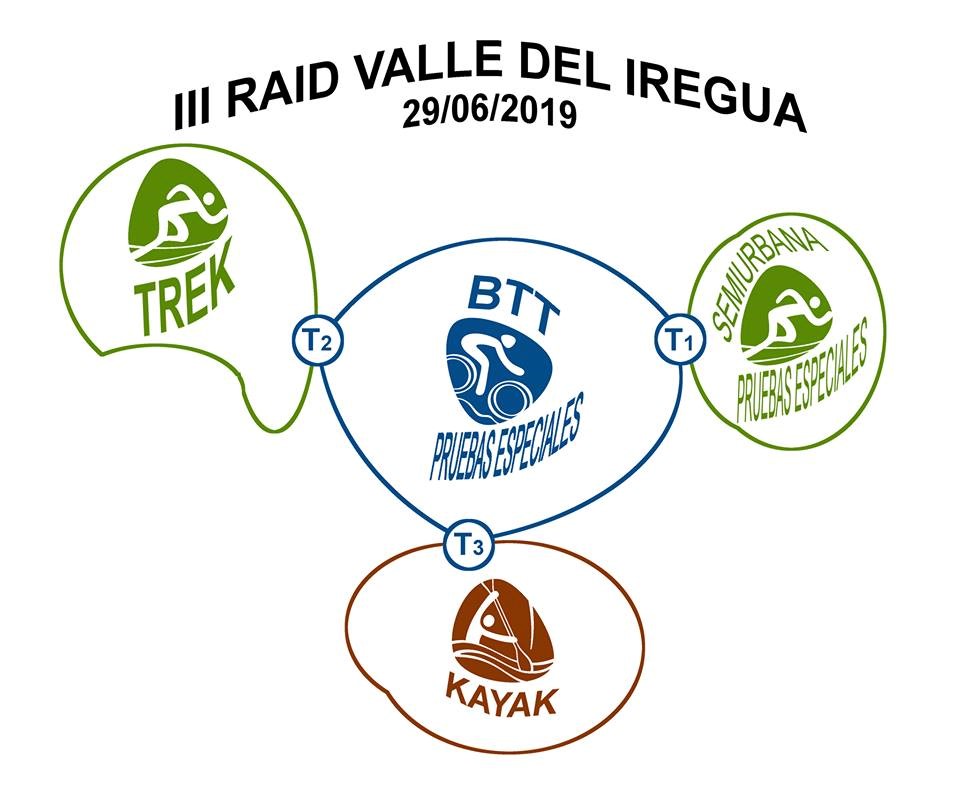 III RAID VALLE DEL IREGUA
29/06/2019
TREK
T2
BTT
PRUEBAS ESPECIALES
T1
SEMIURBANA
PRUEBAS ESPECIALES
T3
KAYAK